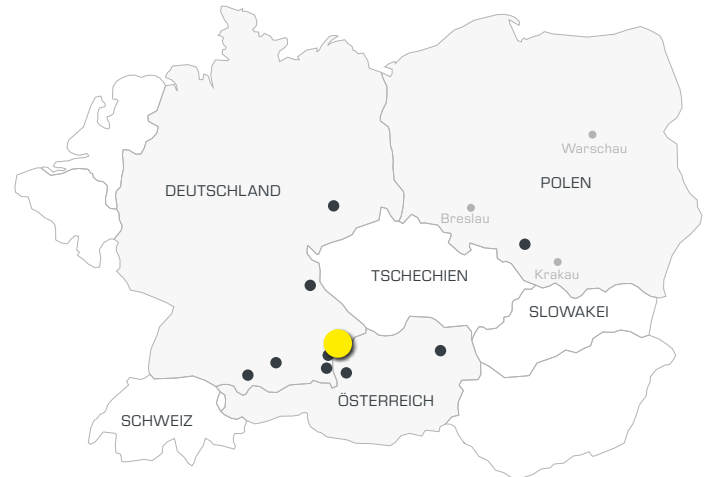 Warschau
DEUTSCHLAND
POLEN
Breslau
TSCHECHIEN
Krakau
SLOWAKEI
ÖSTERREICH
SCHWEIZ